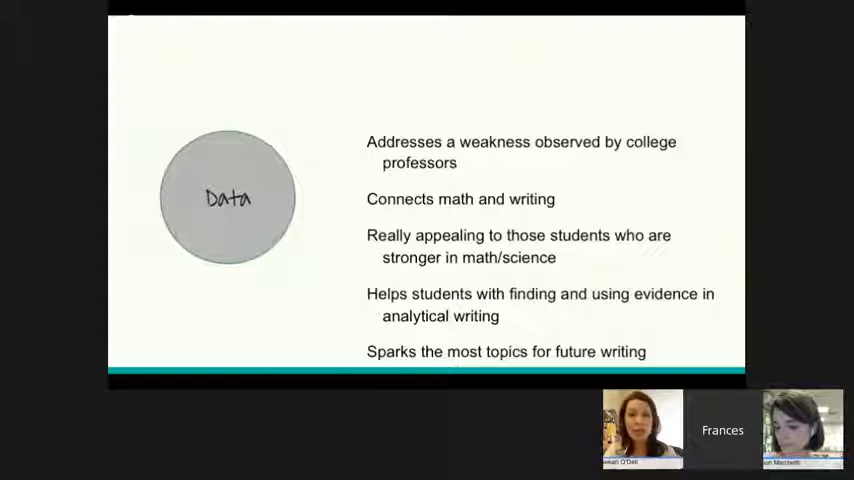 Data
Addresses a weakness observed by college
professors
Connects math and writing
Really appealing to those students who are
stronger in math/science
Helps students with finding and using evidence in
analytical writing
Sparks the most topics for future writing
Frances
O'Dell
Marchetti